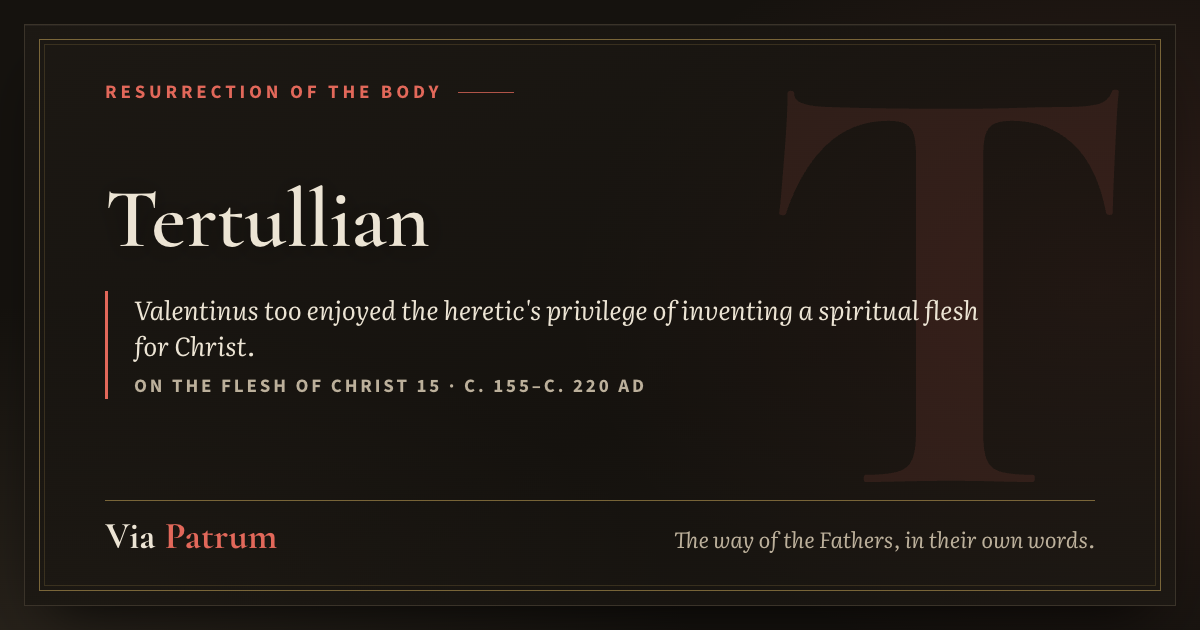 RESURRECTION OF THE BODY
Tertullian
Valentinus too enjoyed the heretic's privilege of inventing a spiritual flesh
for Christ.
ON THE FLESH OF CHRIST 15 · C. 155–C. 220 AD
T
Via Patrum
The way of the Fathers, in their own words.